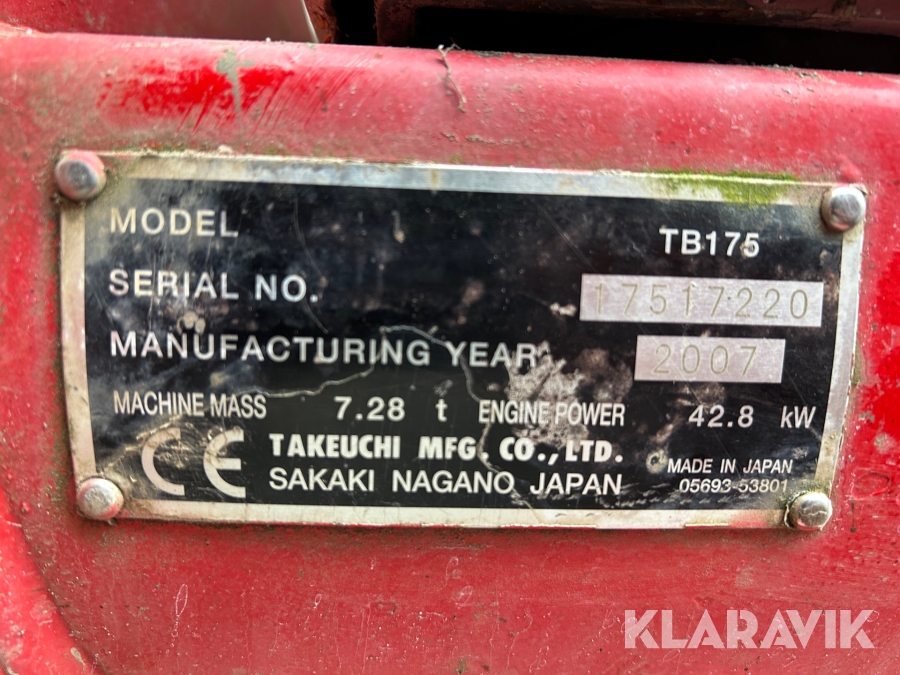 MODEL TB175
SERIAL NO. 17517220
MANUFACTURING YEAR 2007
MACHINE MASS 7.28 t ENGINE POWER 42.8 kW
CE TAKEUCHI MFG. CO., LTD.
SAKAKI NAGANO JAPAN
MADE IN JAPAN
05693-53801
KLARAVIK